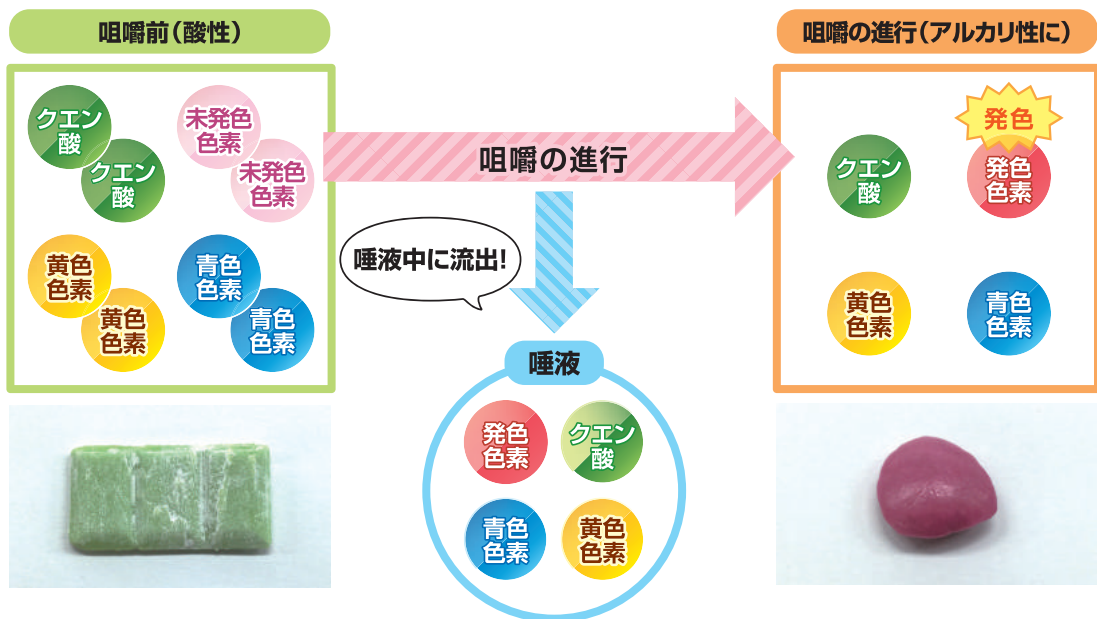 咀嚼前(酸性)
クエン
酸
クエン
酸
未発色
色素
未発色
色素
黄色
色素
黄色
色素
青色
色素
青色
色素
咀嚼の進行
唾液中に流出!
唾液
発色
色素
クエン
酸
青色
色素
黄色
色素
咀嚼の進行(アルカリ性に)
クエン
酸
発色
発色
色素
黄色
色素
青色
色素